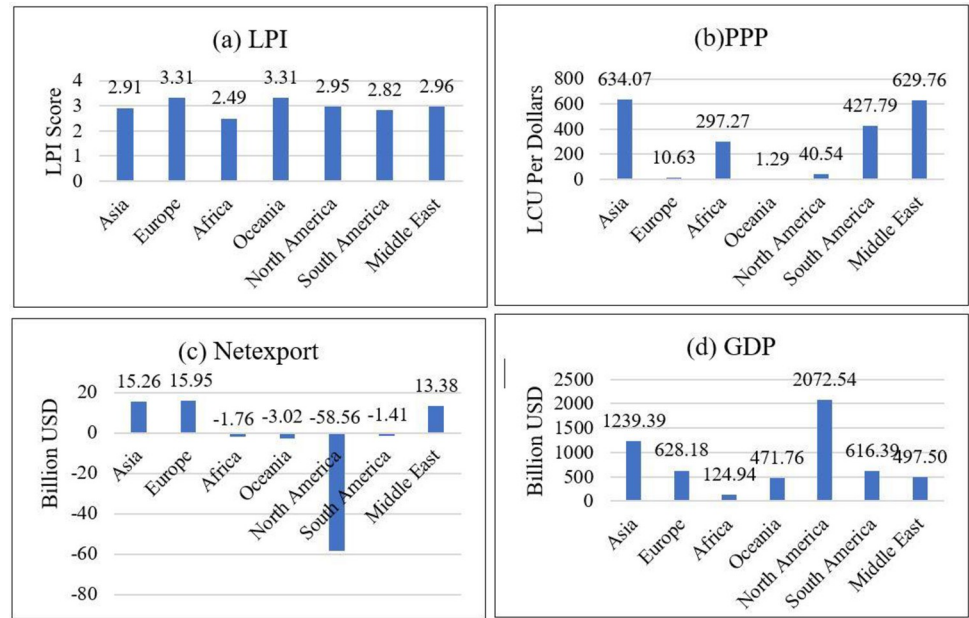 (a) LPI
LPI Score
4
3
2
1
0
2.91
3.31
2.49
3.31
2.95
2.82
2.96
Asia
Europe
Africa
Oceania
North America
South America
Middle East
(b)PPP
LCU Per Dollars
800
600
400
200
0
634.07
10.63
297.27
1.29
40.54
427.79
629.76
Asia
Europe
Africa
Oceania
North America
South America
Middle East
(c) Netexport
Billion USD
20
0
-20
-40
-60
-80
15.26
15.95
-1.76
-3.02
-58.56
-1.41
13.38
Asia
Europe
Africa
Oceania
North America
South America
Middle East
(d) GDP
Billion USD
2500
2000
1500
1000
500
0
1239.39
628.18
124.94
471.76
2072.54
616.39
497.50
Asia
Europe
Africa
Oceania
North America
South America
Middle East